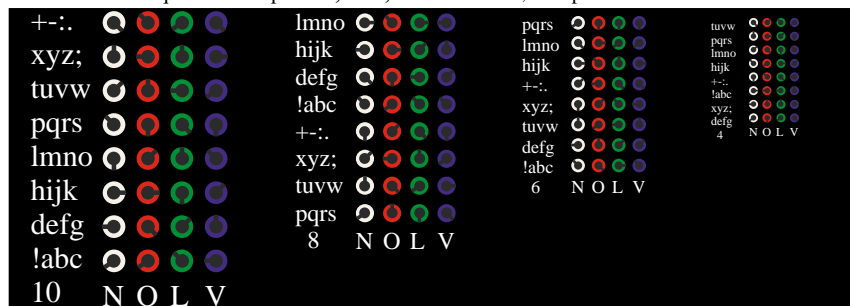 +-:.
xyz;
tuvw
pqrs
lmno
hijk
defg
!abc
10 N O L V
lmno
hijk
defg
!abc
+-:.
xyz;
tuvw
pqrs
8 N O L V
pqrs
lmno
hijk
+-:.
xyz;
tuvw
defg
!abc
6 N O L V
tuvw
pqrs
lmno
hijk
+-:.
!abc
xyz;
defg
4 N O L V